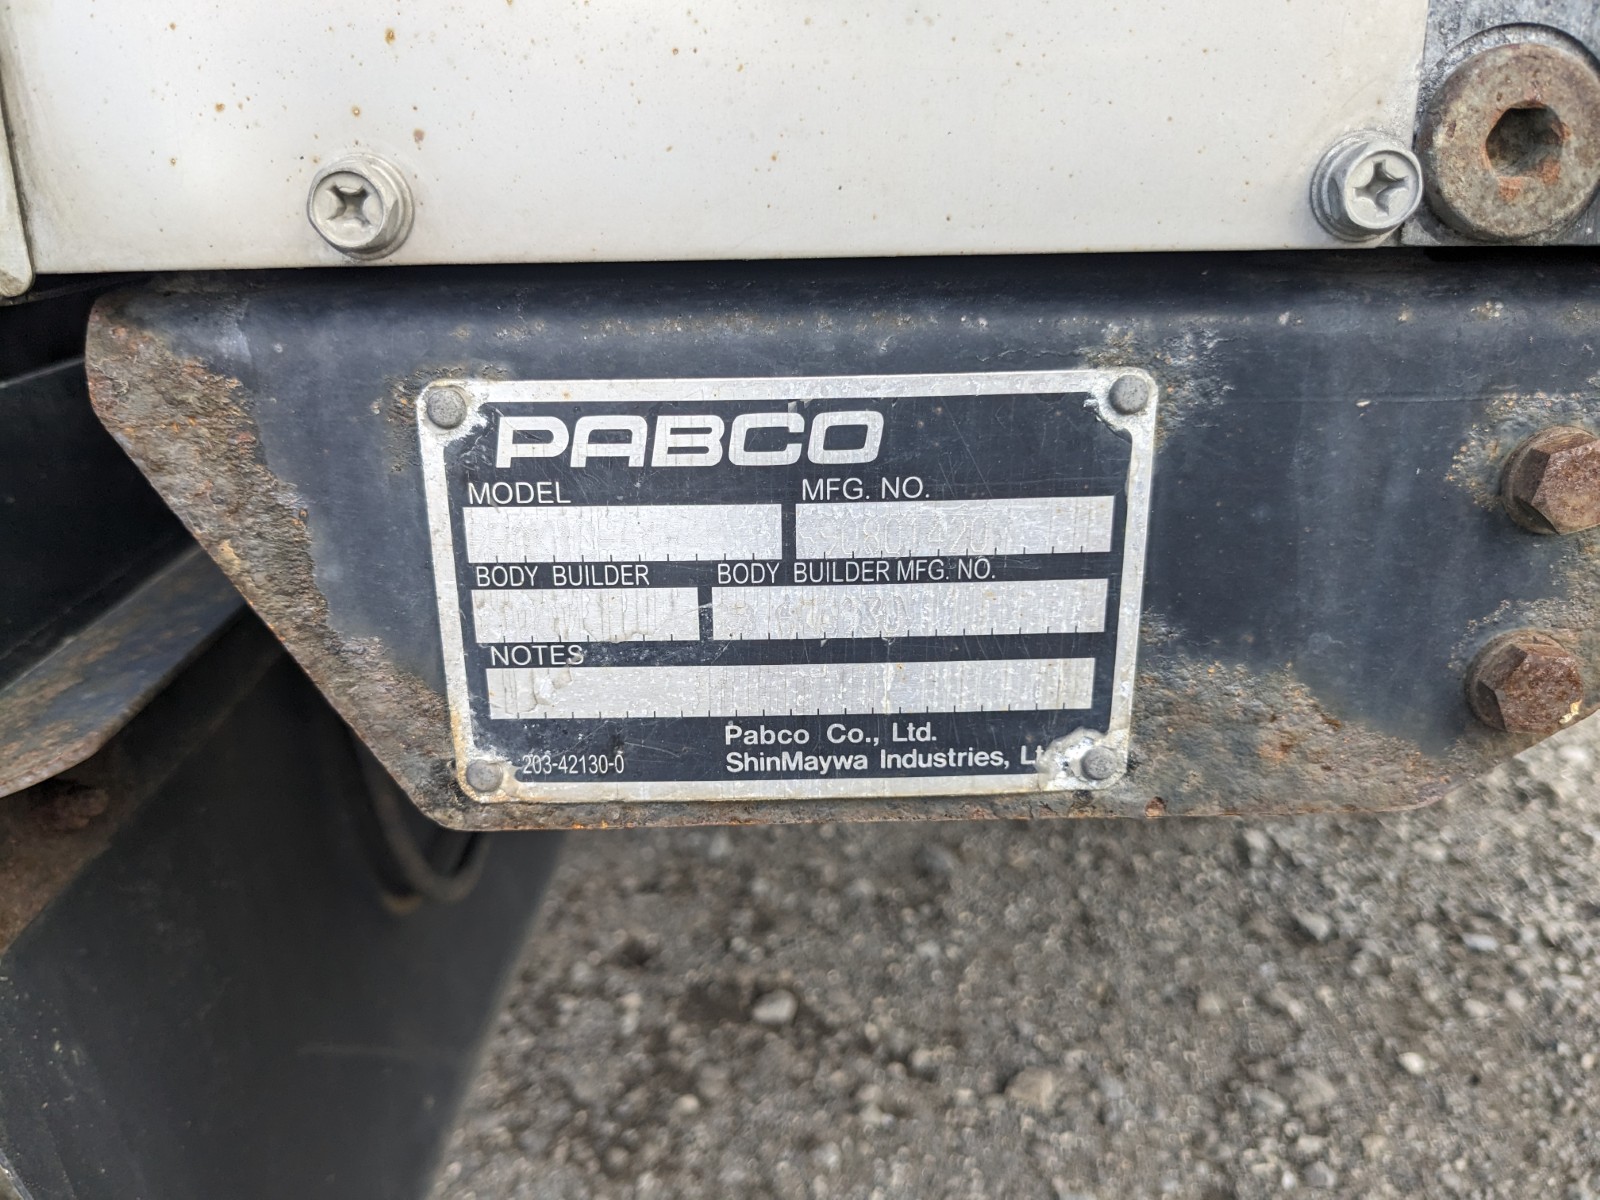 PABCO
MODEL MFG. NO.
BODY BUILDER BODY BUILDER MFG. NO.
NOTES
Pabco Co., Ltd.
203-42130-0 ShinMaywa Industries,